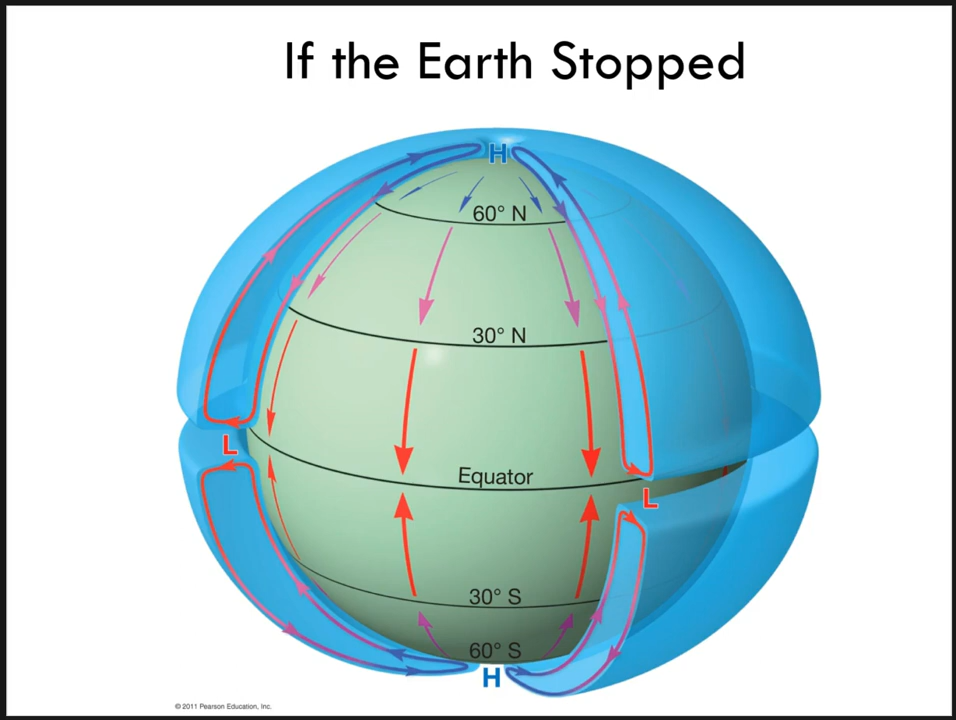 If the Earth Stopped
H
60° N
30° N
L
Equator
L
30° S
60° S
H
© 2011 Pearson Education, Inc.